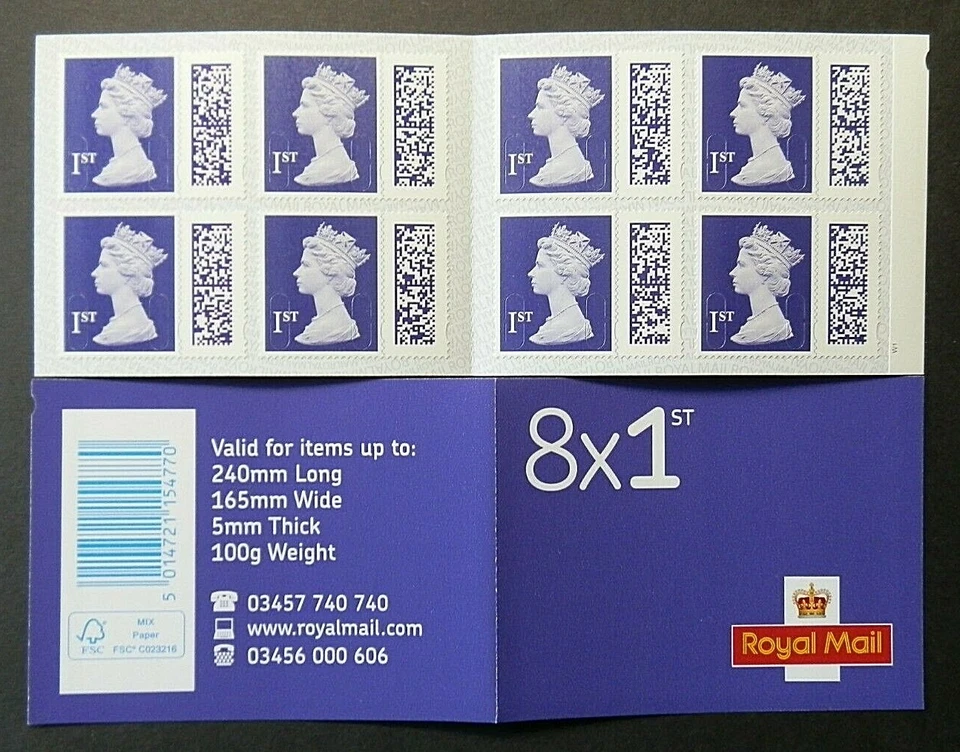 1ST
1ST
1ST
1ST
1ST
1ST
1ST
1ST
W1
5 014721 154770
MIX
Paper
FSC
FSC® C023216
Valid for items up to:
240mm Long
165mm Wide
5mm Thick
100g Weight
03457 740 740
www.royalmail.com
03456 000 606
8x1ST
Royal Mail